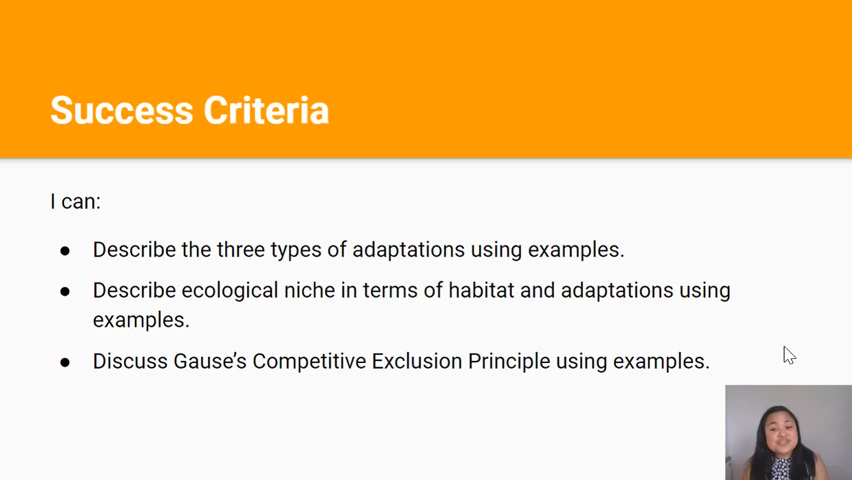 Success Criteria
I can:
● Describe the three types of adaptations using examples.
● Describe ecological niche in terms of habitat and adaptations using
examples.
● Discuss Gause’s Competitive Exclusion Principle using examples.